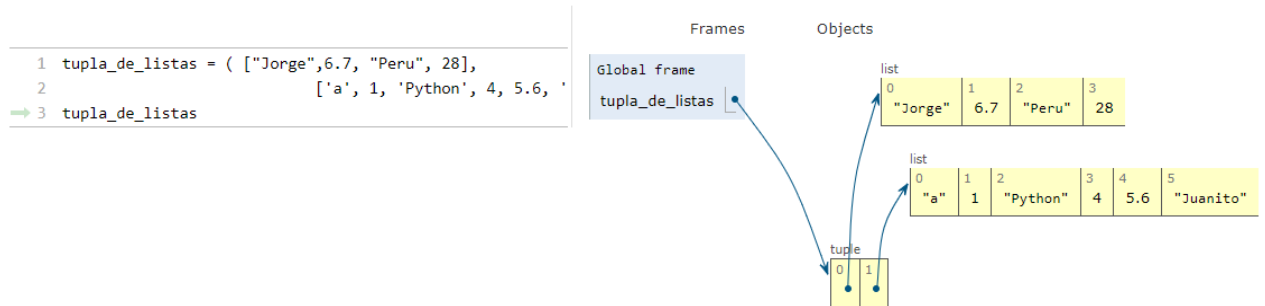 1 tupla_de_listas = ( ["Jorge",6.7, "Peru", 28],
2 ['a', 1, 'Python', 4, 5.6, '
3 tupla_de_listas
Frames Objects
Global frame
tupla_de_listas
list
0 1 2 3
"Jorge" 6.7 "Peru" 28
list
0 1 2 3 4 5
"a" 1 "Python" 4 5.6 "Juanito"
tuple
0 1